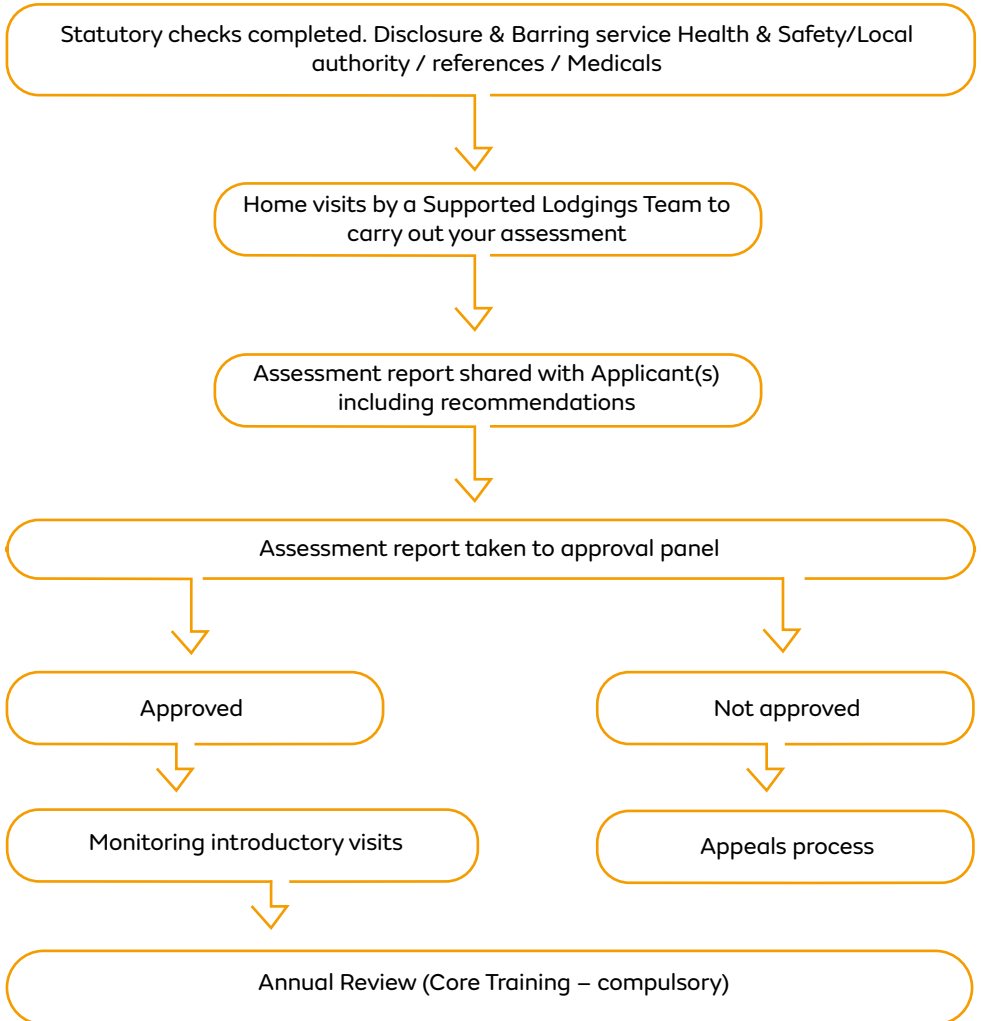 Statutory checks completed. Disclosure & Barring service Health & Safety/Local
authority / references / Medicals
Home visits by a Supported Lodgings Team to
carry out your assessment
Assessment report shared with Applicant(s)
including recommendations
Assessment report taken to approval panel
Approved
Not approved
Monitoring introductory visits
Appeals process
Annual Review (Core Training – compulsory)